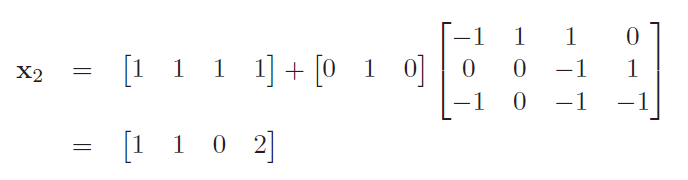 x₂ = [1 1 1 1] + [0 1 0] [−1 1 1 0
0 0 −1 1
−1 0 −1 −1]
= [1 1 0 2]